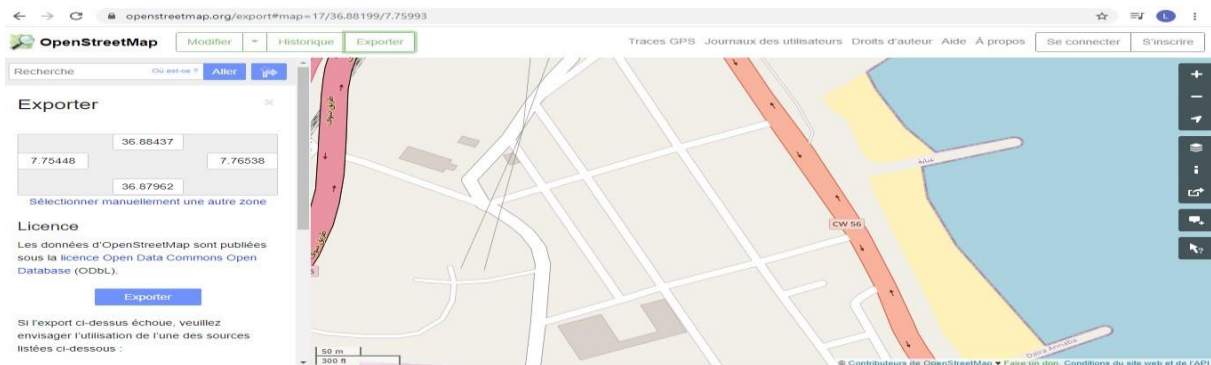 openstreetmap.org/export#map=17/36.88199/7.75993
L
OpenStreetMap Modifier Historique Exporter Traces GPS Journaux des utilisateurs Droits d'auteur Aide À propos Se connecter S'inscrire
Recherche Où est-ce ? Aller
Exporter
36.88437
7.75448 7.76538
36.87962
Sélectionner manuellement une autre zone
Licence
Les données d'OpenStreetMap sont publiées
sous la licence Open Data Commons Open
Database (ODbL).
Exporter
Si l'export ci-dessus échoue, veuillez
envisager l'utilisation de l'une des sources
listées ci-dessous :
عنابة
CW 56
Daïra Annaba
50 m
300 ft
© Contributeurs de OpenStreetMap ♥ Faire un don. Conditions du site web et de l'API